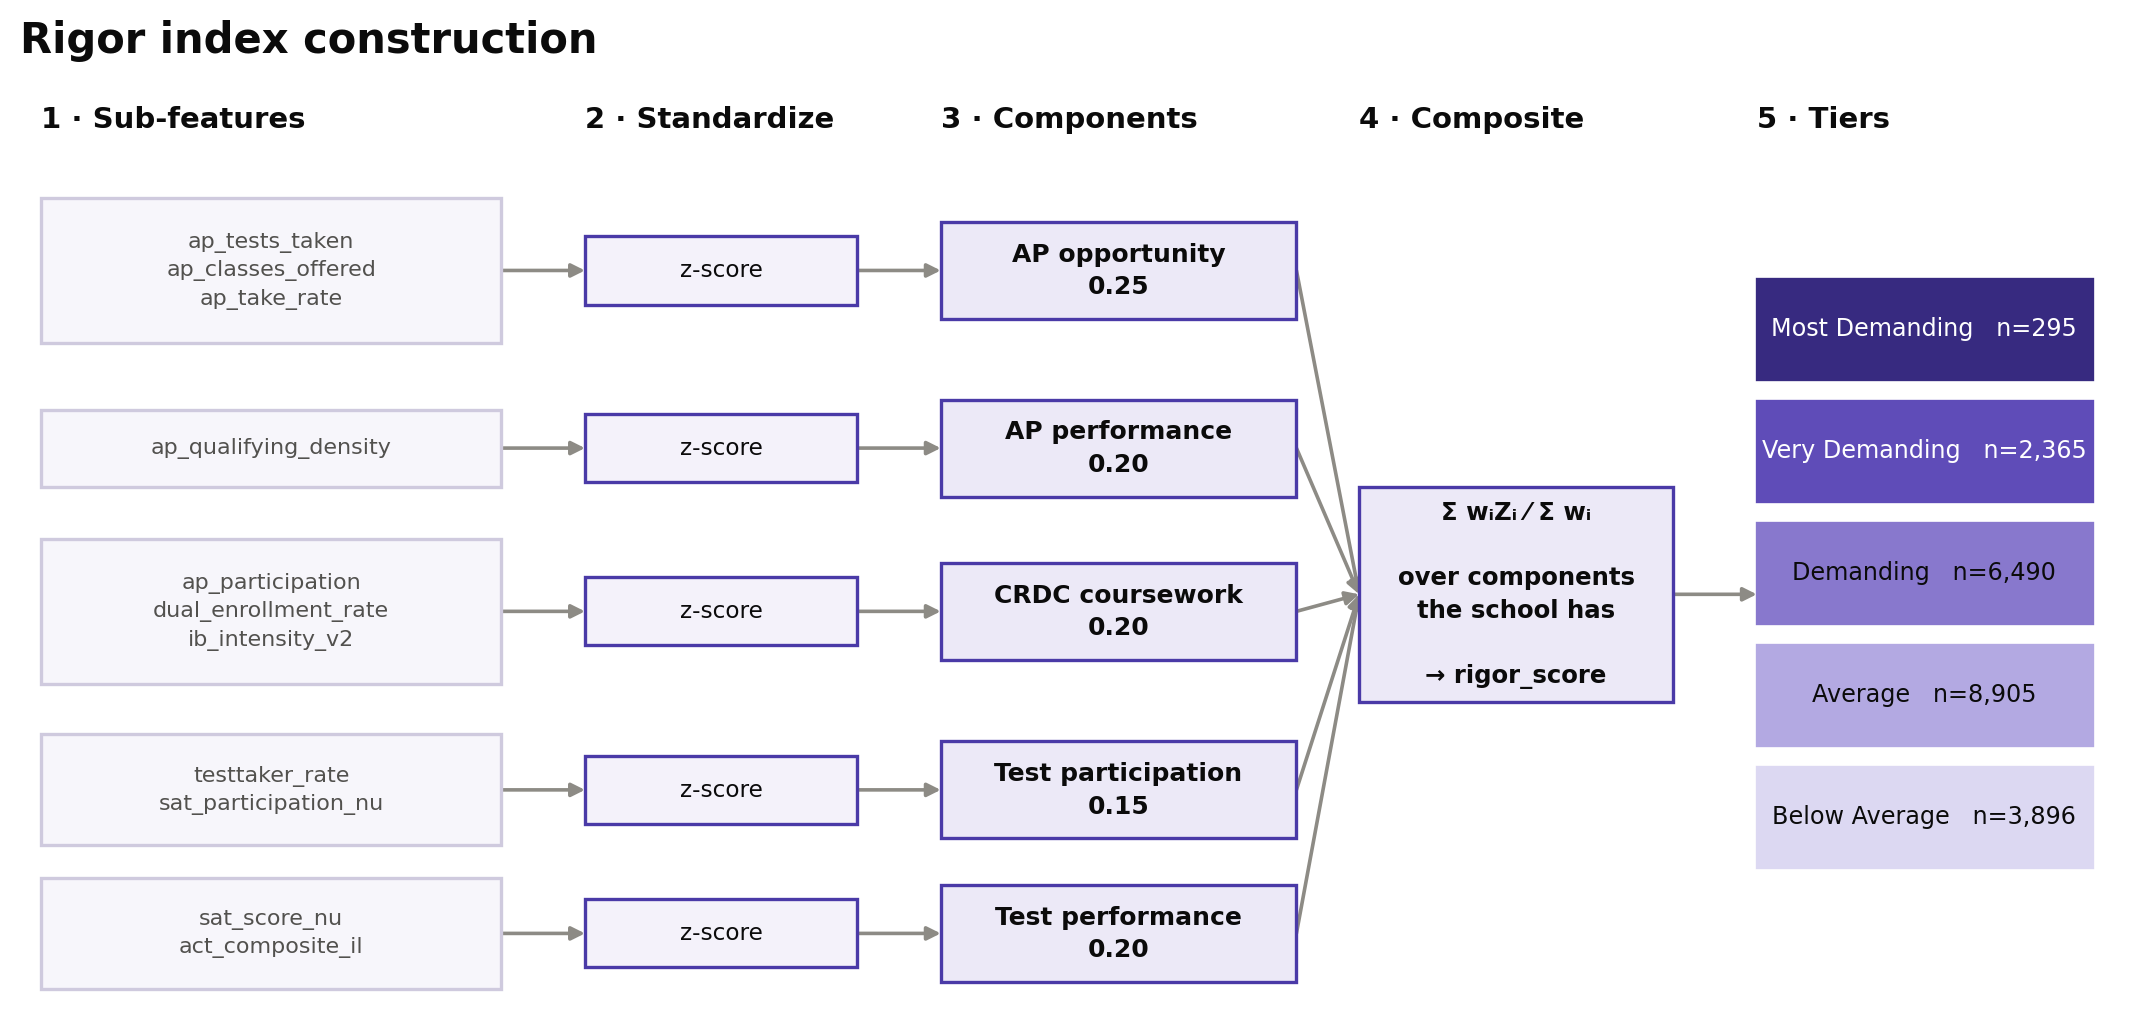 Rigor index construction
1 · Sub-features
2 · Standardize
3 · Components
4 · Composite
5 · Tiers
ap_tests_taken
ap_classes_offered
ap_take_rate
z-score
AP opportunity
0.25
ap_qualifying_density
z-score
AP performance
0.20
ap_participation
dual_enrollment_rate
ib_intensity_v2
z-score
CRDC coursework
0.20
testtaker_rate
sat_participation_nu
z-score
Test participation
0.15
sat_score_nu
act_composite_il
z-score
Test performance
0.20
Σ wᵢZᵢ ⁄ Σ wᵢ
over components
the school has
→ rigor_score
Most Demanding n=295
Very Demanding n=2,365
Demanding n=6,490
Average n=8,905
Below Average n=3,896